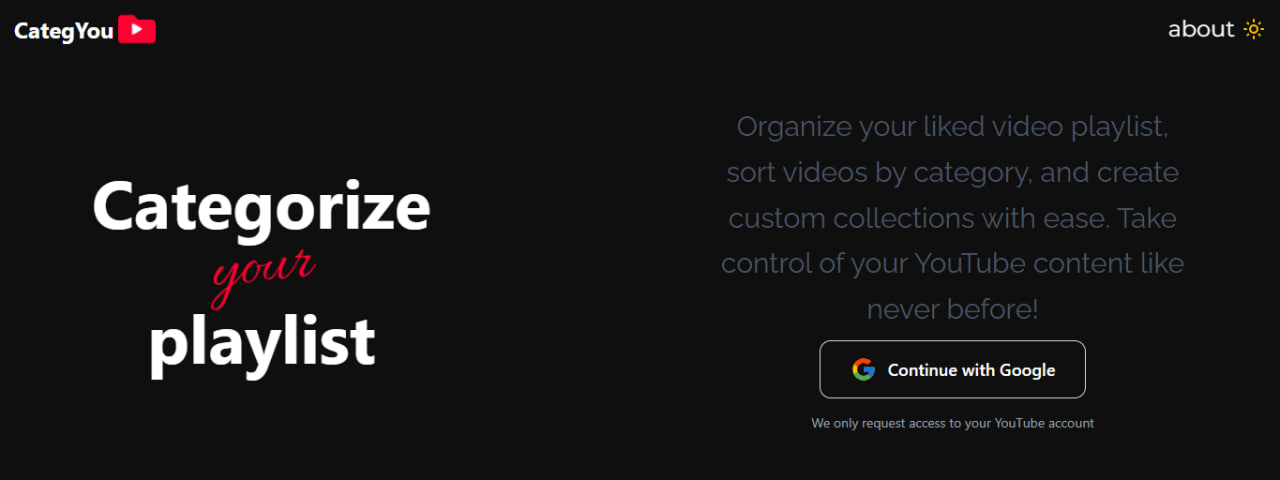 CategYou
about
Categorize
your
playlist
Organize your liked video playlist,
sort videos by category, and create
custom collections with ease. Take
control of your YouTube content like
never before!
Continue with Google
We only request access to your YouTube account